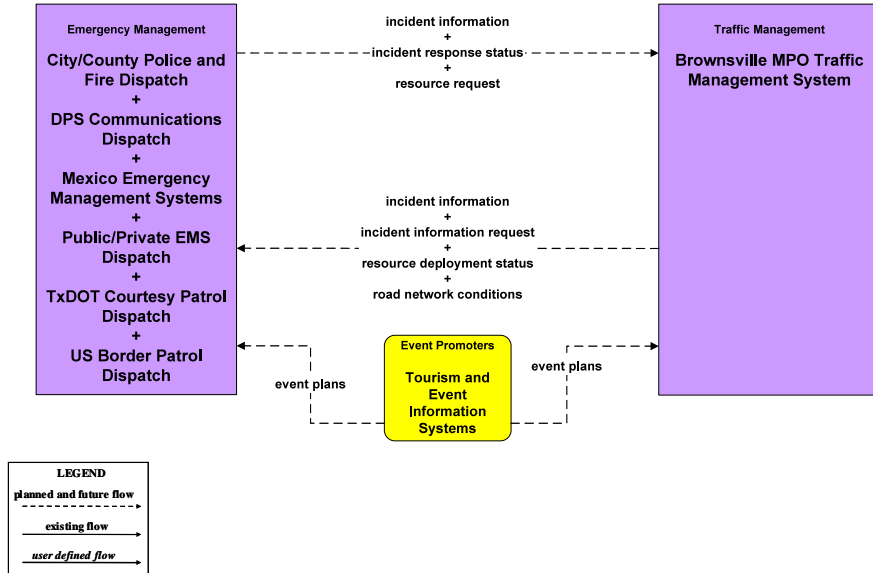 Emergency Management
City/County Police and
Fire Dispatch
+
DPS Communications
Dispatch
+
Mexico Emergency
Management Systems
+
Public/Private EMS
Dispatch
+
TxDOT Courtesy Patrol
Dispatch
+
US Border Patrol
Dispatch
incident information
+
incident response status
+
resource request
Traffic Management
Brownsville MPO Traffic
Management System
incident information
+
incident information request
+
resource deployment status
+
road network conditions
event plans
Event Promoters
Tourism and
Event
Information
Systems
event plans
LEGEND
planned and future flow
existing flow
user defined flow